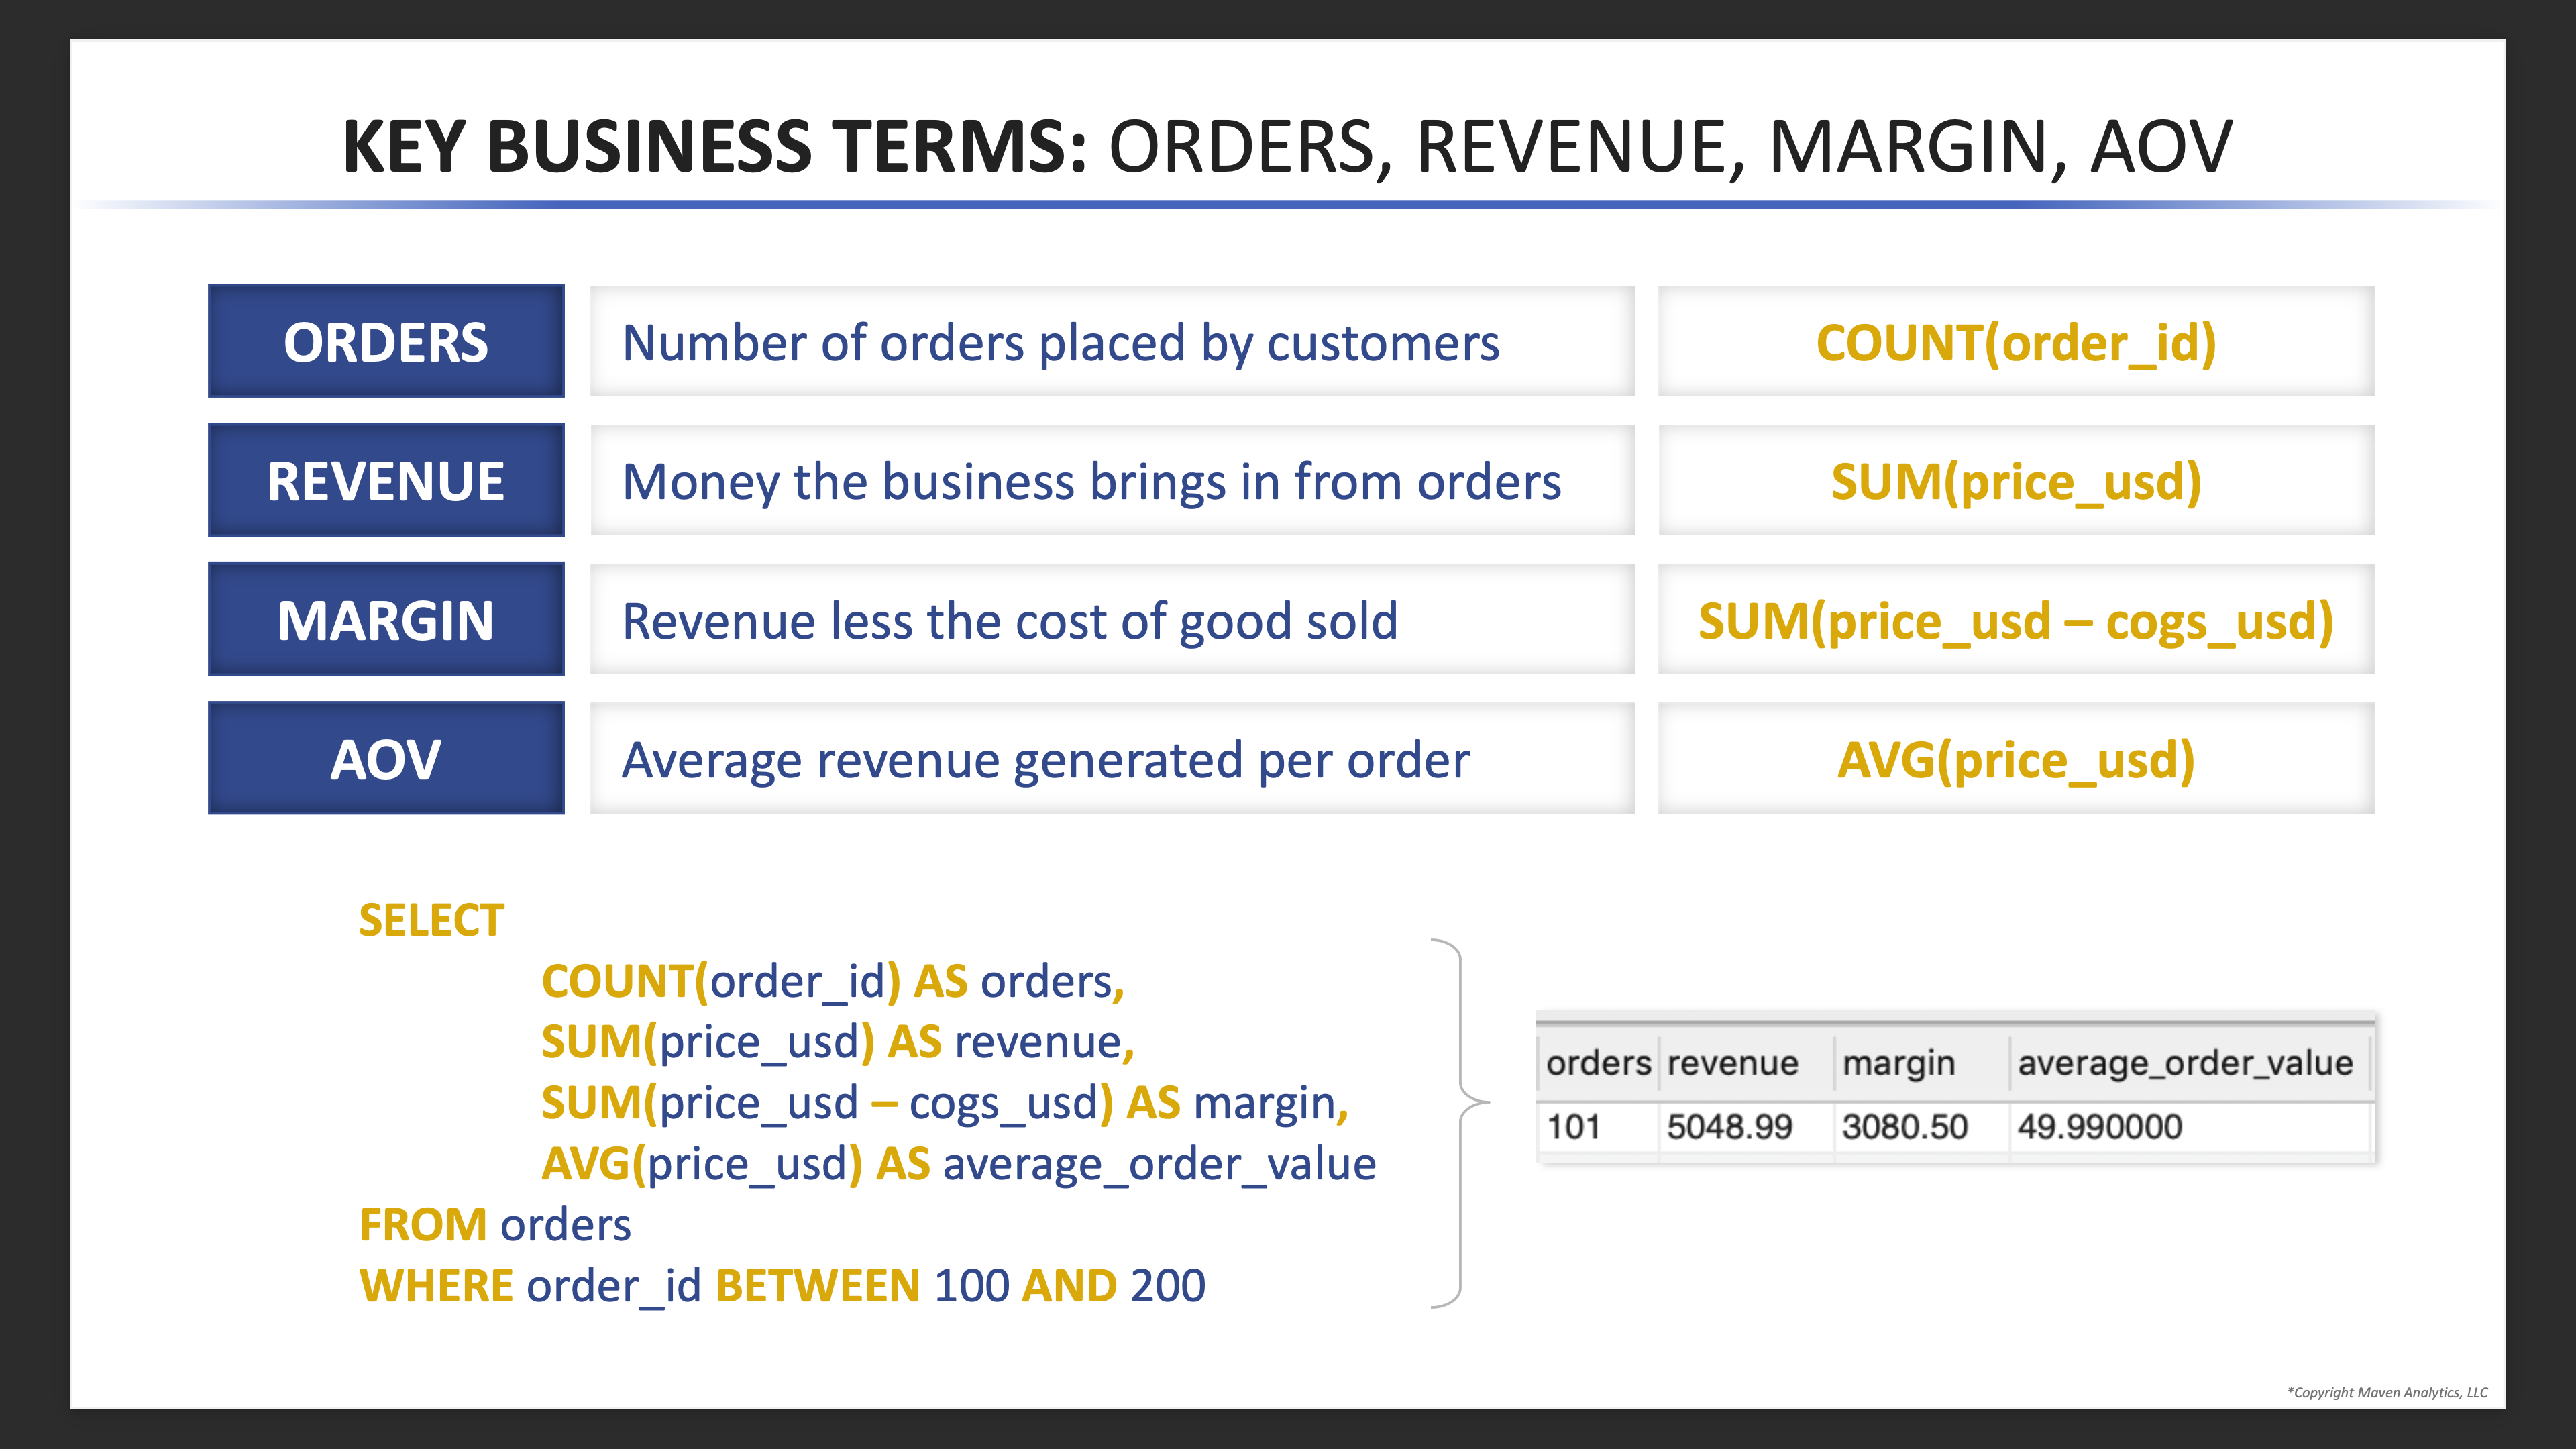 KEY BUSINESS TERMS: ORDERS, REVENUE, MARGIN, AOV
ORDERS Number of orders placed by customers COUNT(order_id)
REVENUE Money the business brings in from orders SUM(price_usd)
MARGIN Revenue less the cost of good sold SUM(price_usd – cogs_usd)
AOV Average revenue generated per order AVG(price_usd)
SELECT
COUNT(order_id) AS orders,
SUM(price_usd) AS revenue,
SUM(price_usd – cogs_usd) AS margin,
AVG(price_usd) AS average_order_value
FROM orders
WHERE order_id BETWEEN 100 AND 200
orders revenue margin average_order_value
101 5048.99 3080.50 49.990000
*Copyright Maven Analytics, LLC